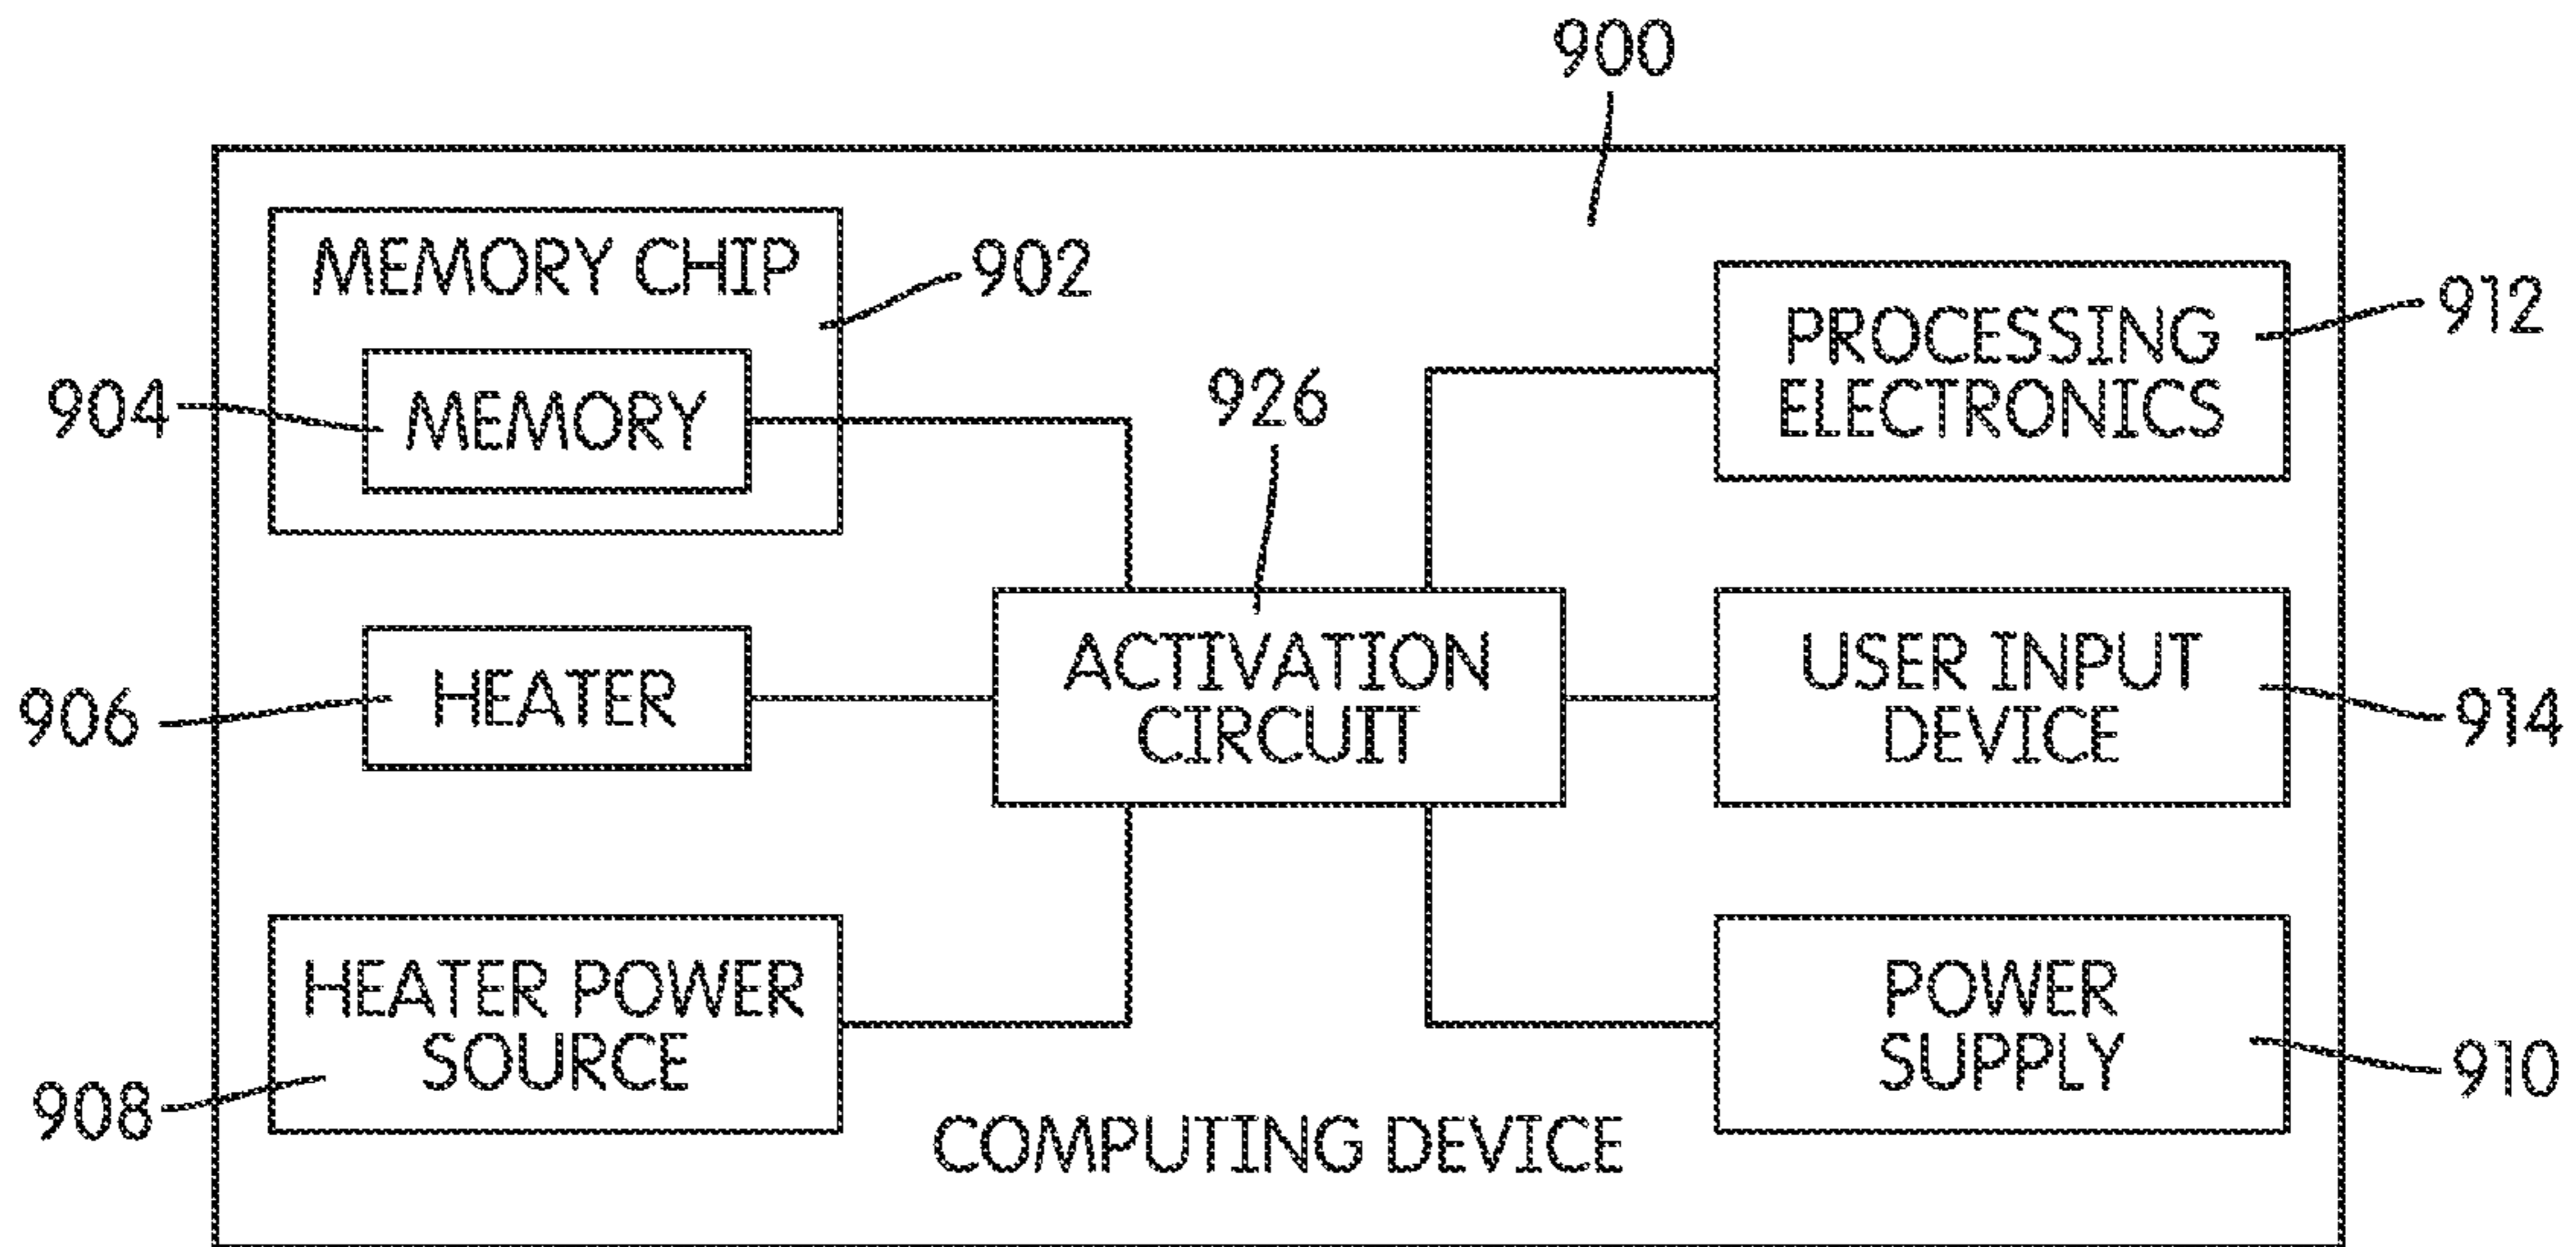 900
MEMORY CHIP
902
PROCESSING
ELECTRONICS
912
904
MEMORY
926
906
HEATER
ACTIVATION
CIRCUIT
USER INPUT
DEVICE
914
HEATER POWER
SOURCE
908
POWER
SUPPLY
910
COMPUTING DEVICE